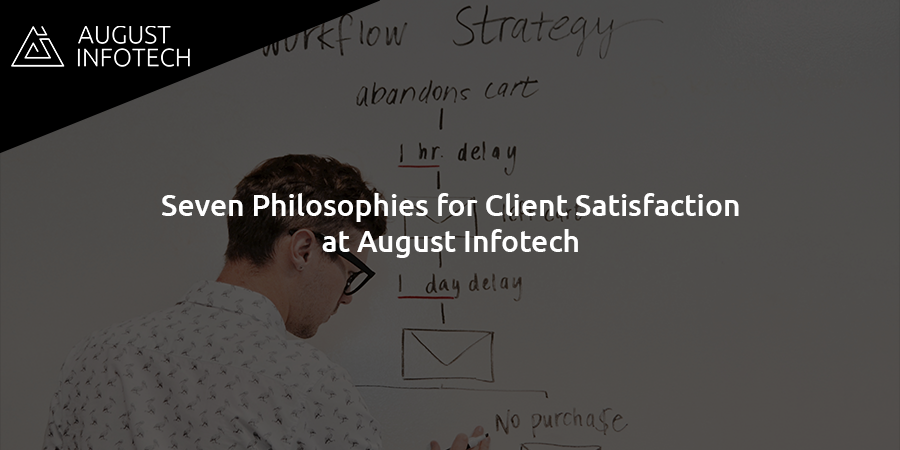 AUGUST
INFOTECH
workflow Strategy
abandons cart
1 hr. delay
Seven Philosophies for Client Satisfaction
at August Infotech
1 day delay
No purchase